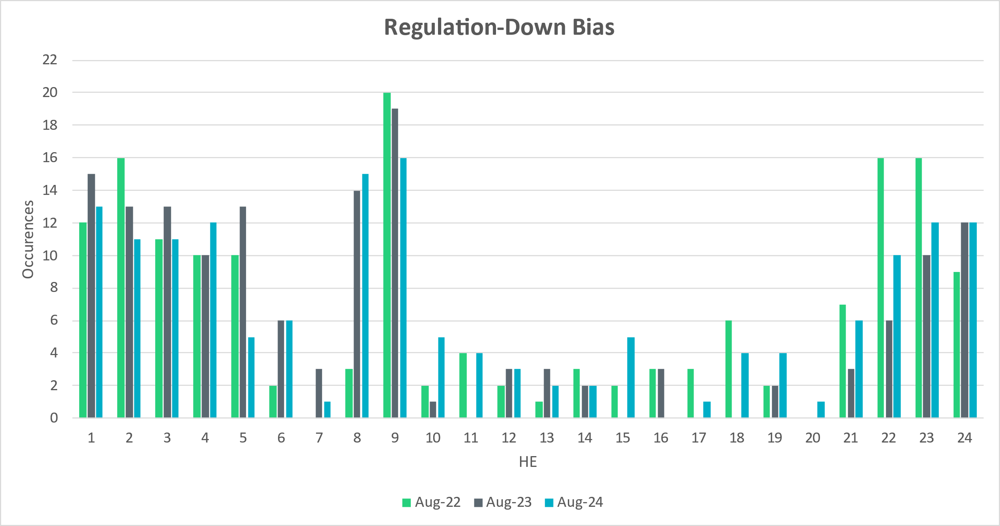 Regulation-Down Bias
22
20
18
16
14
12
10
8
6
4
2
0
Occurences
1 2 3 4 5 6 7 8 9 10 11 12 13 14 15 16 17 18 19 20 21 22 23 24
HE
Aug-22 Aug-23 Aug-24